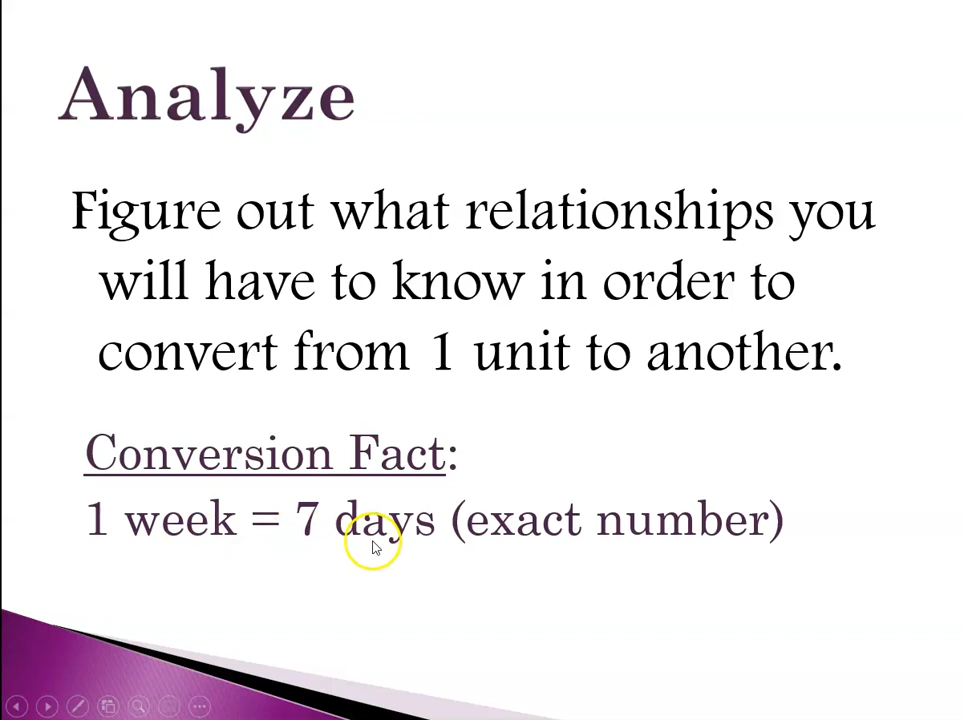 Analyze
Figure out what relationships you
will have to know in order to
convert from 1 unit to another.
Conversion Fact:
1 week = 7 days (exact number)